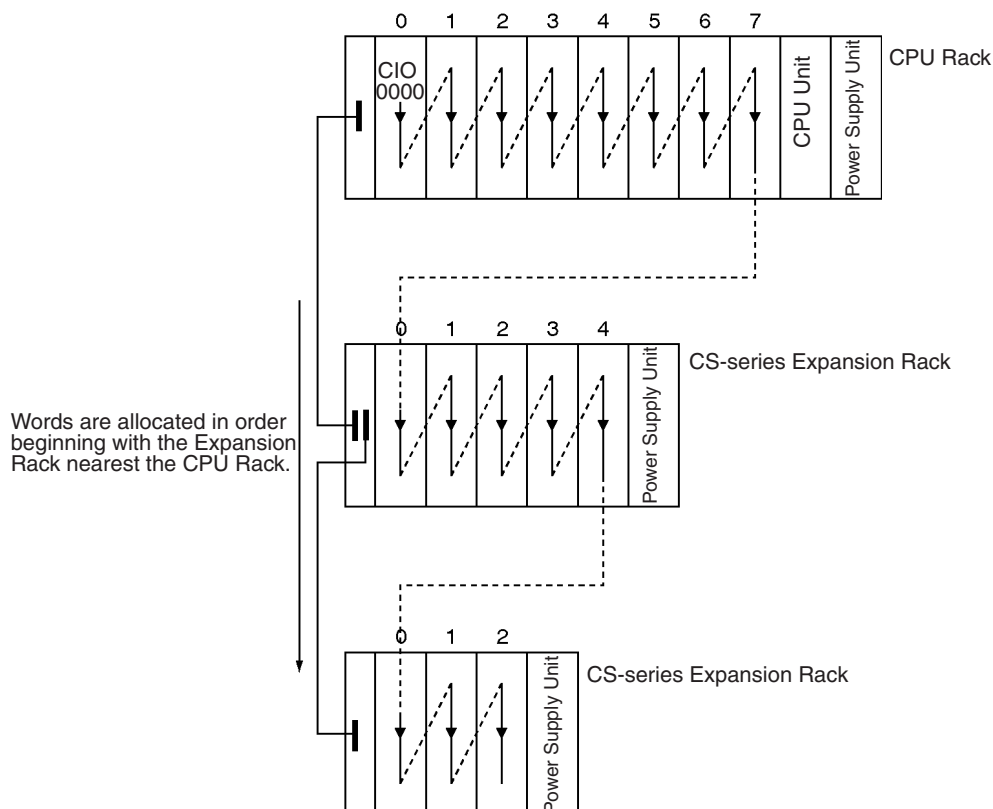 0 1 2 3 4 5 6 7
CIO
0000
CPU Unit
Power Supply Unit
CPU Rack
0 1 2 3 4
Power Supply Unit
CS-series Expansion Rack
Words are allocated in order
beginning with the Expansion
Rack nearest the CPU Rack.
0 1 2
Power Supply Unit
CS-series Expansion Rack